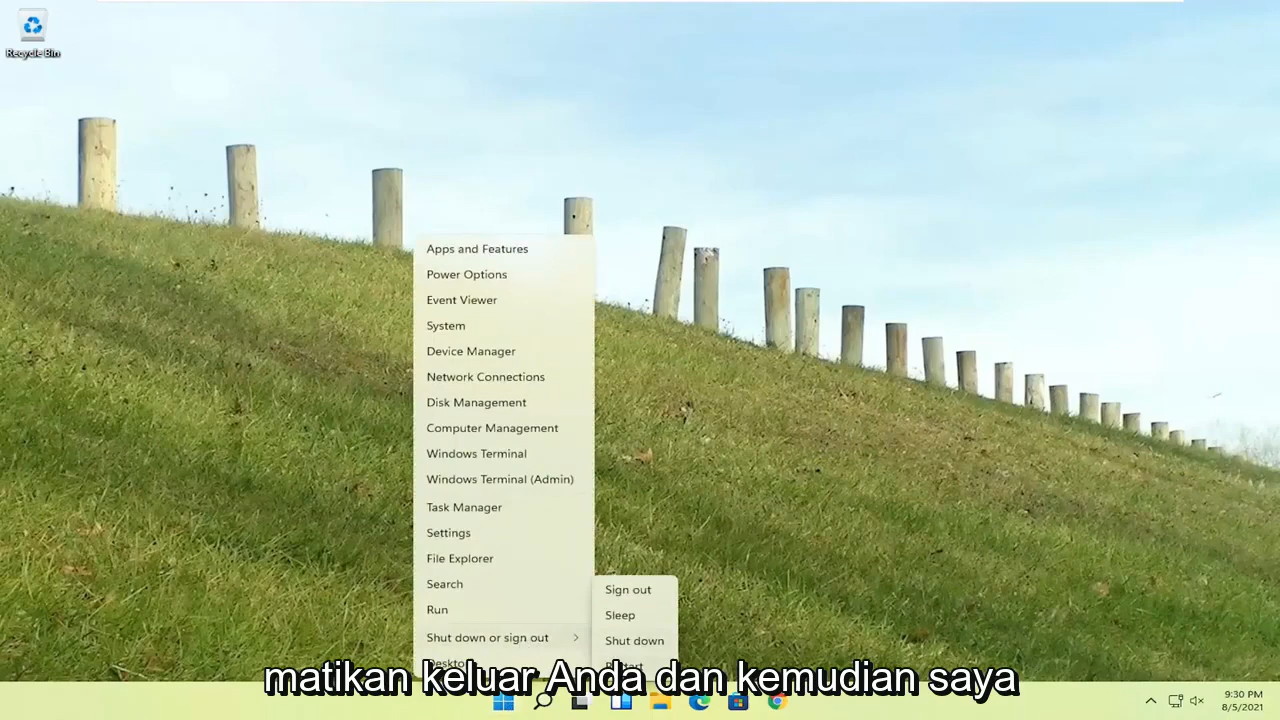 Recycle Bin
Apps and Features
Power Options
Event Viewer
System
Device Manager
Network Connections
Disk Management
Computer Management
Windows Terminal
Windows Terminal (Admin)
Task Manager
Settings
File Explorer
Search
Run
Shut down or sign out
Desktop
Sign out
Sleep
Shut down
Restart
matikan keluar Anda dan kemudian saya
9:30 PM
8/5/2021